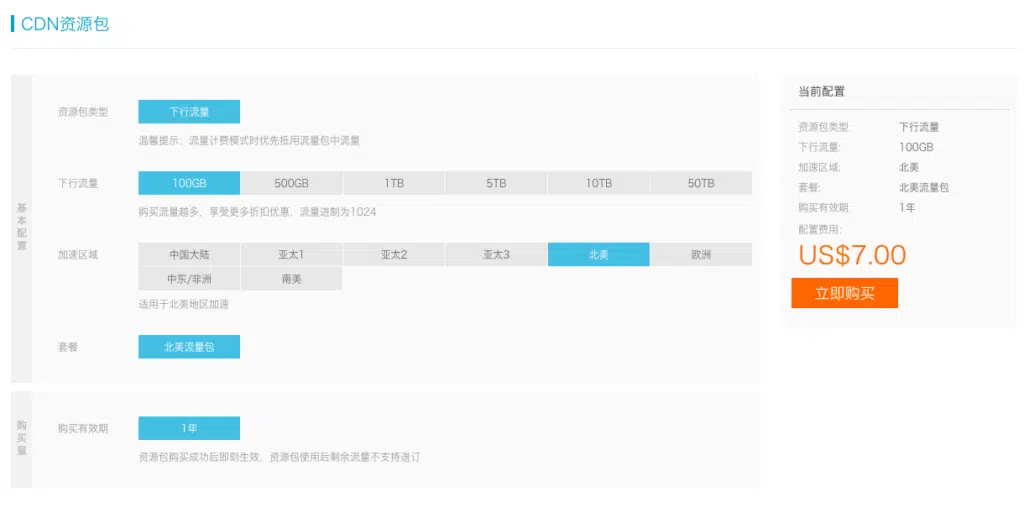 CDN资源包
基本配置
资源包类型
下行流量
温馨提示：流量计费模式时优先抵用流量包中流量
下行流量
100GB 500GB 1TB 5TB 10TB 50TB
购买流量越多、享受更多折扣优惠，流量进制为1024
加速区域
中国大陆 亚太1 亚太2 亚太3 北美 欧洲
中东/非洲 南美
适用于北美地区加速
套餐
北美流量包
购买量
购买有效期
1年
资源包购买成功后即刻生效，资源包使用后剩余流量不支持退订
当前配置
资源包类型: 下行流量
下行流量: 100GB
加速区域: 北美
套餐: 北美流量包
购买有效期: 1年
配置费用:
US$7.00
立即购买